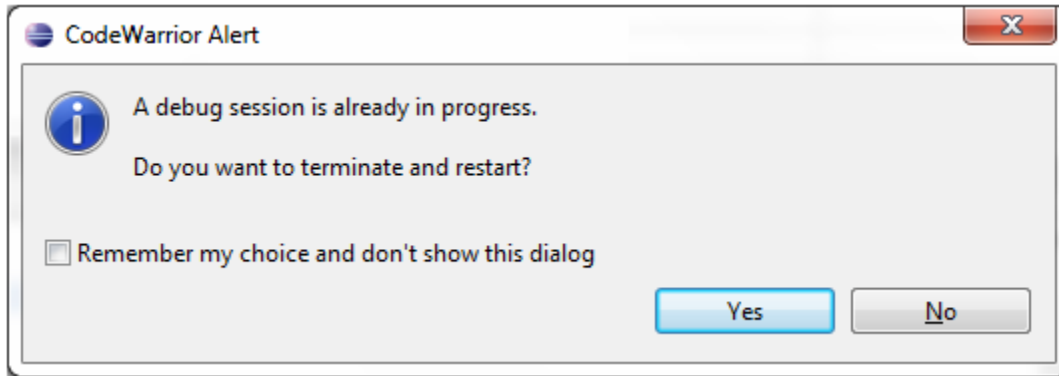 CodeWarrior Alert
A debug session is already in progress.
Do you want to terminate and restart?
Remember my choice and don't show this dialog
Yes
No